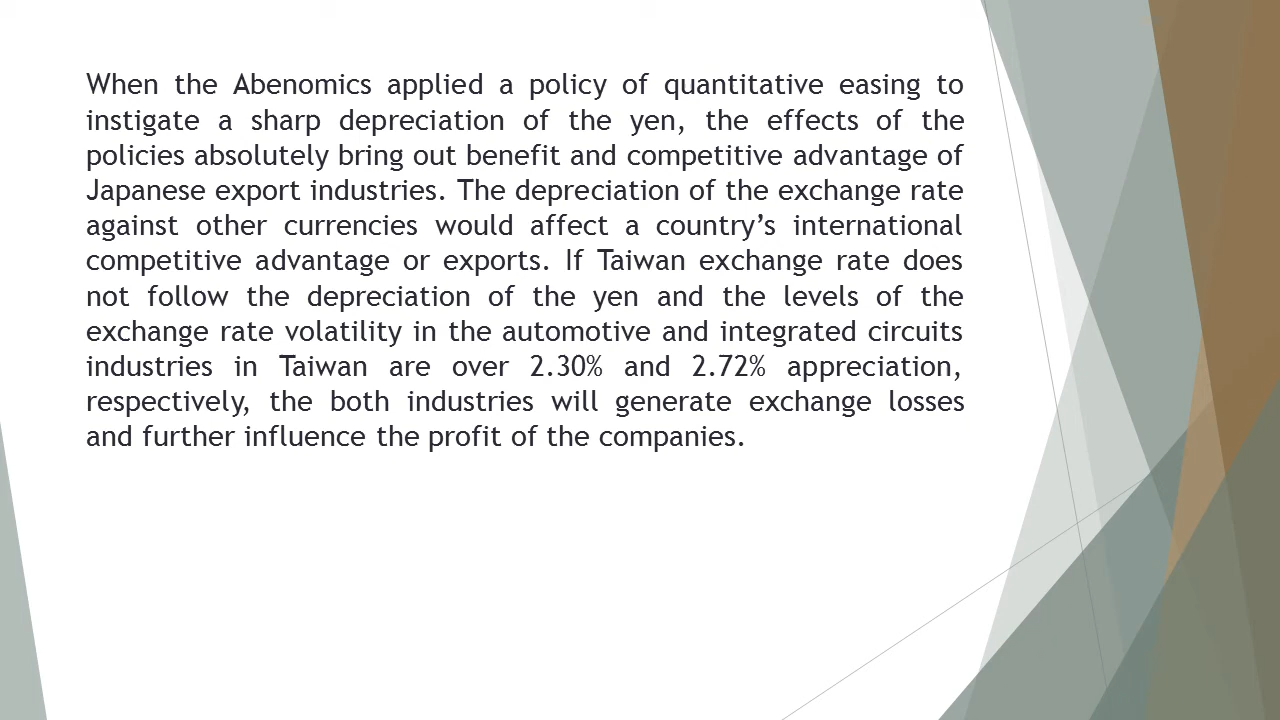 When the Abenomics applied a policy of quantitative easing to
instigate a sharp depreciation of the yen, the effects of the
policies absolutely bring out benefit and competitive advantage of
Japanese export industries. The depreciation of the exchange rate
against other currencies would affect a country’s international
competitive advantage or exports. If Taiwan exchange rate does
not follow the depreciation of the yen and the levels of the
exchange rate volatility in the automotive and integrated circuits
industries in Taiwan are over 2.30% and 2.72% appreciation,
respectively, the both industries will generate exchange losses
and further influence the profit of the companies.